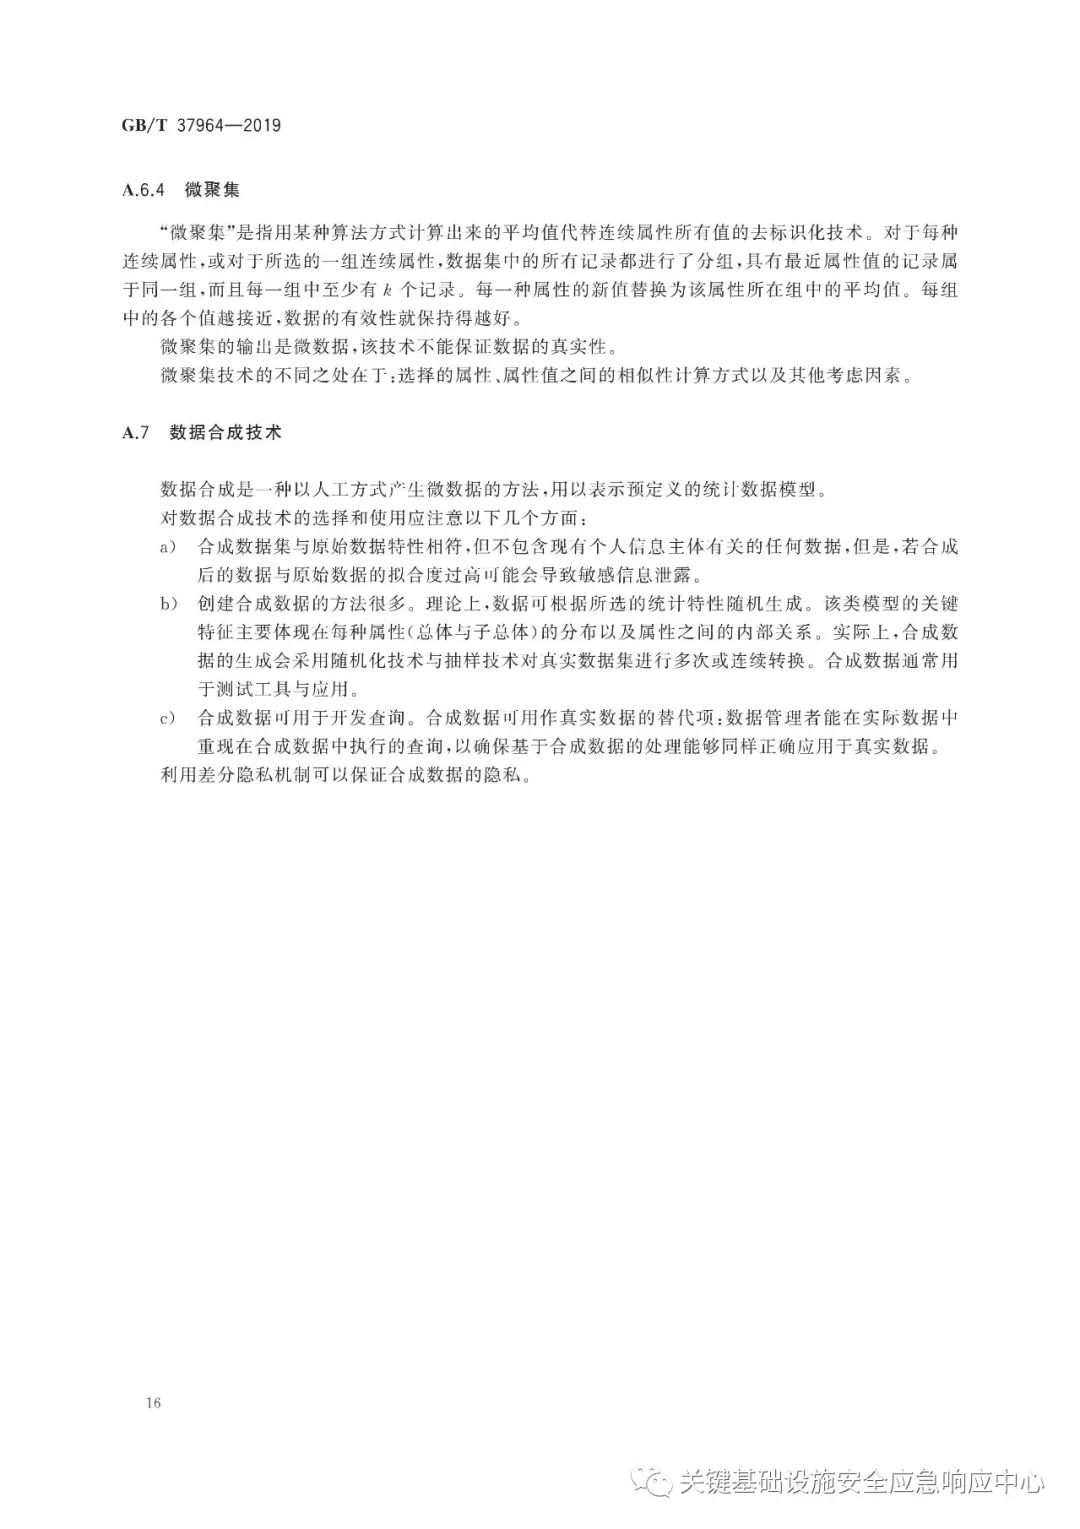 GB/T 37964—2019
A.6.4 微聚集
“微聚集”是指用某种算法方式计算出来的平均值代替连续属性所有值的去标识化技术。对于每种
连续属性,或对于所选的一组连续属性,数据集中的所有记录都进行了分组,具有最近属性值的记录属
于同一组,而且每一组中至少有 k 个记录。每一种属性的新值替换为该属性所在组中的平均值。每组
中的各个值越接近,数据的有效性就保持得越好。
微聚集的输出是微数据,该技术不能保证数据的真实性。
微聚集技术的不同之处在于:选择的属性、属性值之间的相似性计算方式以及其他考虑因素。
A.7 数据合成技术
数据合成是一种以人工方式产生微数据的方法,用以表示预定义的统计数据模型。
对数据合成技术的选择和使用应注意以下几个方面:
a) 合成数据集与原始数据特性相符,但不包含现有个人信息主体有关的任何数据,但是,若合成
后的数据与原始数据的拟合度过高可能会导致敏感信息泄露。
b) 创建合成数据的方法很多。理论上,数据可根据所选的统计特性随机生成。该类模型的关键
特征主要体现在每种属性(总体与子总体)的分布以及属性之间的内部关系。实际上,合成数
据的生成会采用随机化技术与抽样技术对真实数据集进行多次或连续转换。合成数据通常用
于测试工具与应用。
c) 合成数据可用于开发查询。合成数据可用作真实数据的替代项:数据管理者能在实际数据中
重现在合成数据中执行的查询,以确保基于合成数据的处理能够同样正确应用于真实数据。
利用差分隐私机制可以保证合成数据的隐私。
16
关键基础设施安全应急响应中心